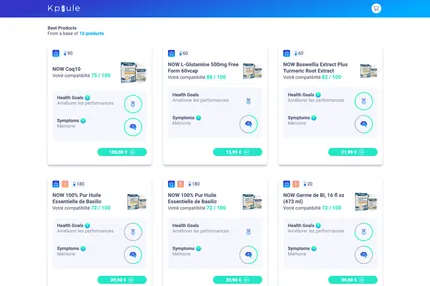 Kpsule
Best Products
From a base of 10 products
90
NOW Coq10
Votre compatibilité 75 / 100
Health Goals ?
Améliorer les performances
Symptoms ?
Mémoire
60
NOW L-Glutamine 500mg Free
Form 60vcap
Votre compatibilité 88 / 100
Health Goals ?
Améliorer les performances
Symptoms ?
Mémoire
60
NOW Boswellia Extract Plus
Turmeric Root Extract
Votre compatibilité 82 / 100
Health Goals ?
Améliorer les performances
Symptoms ?
Mémoire
13,99 €
21,99 €
180
NOW 100% Pur Huile
Essentielle de Basilic
Votre compatibilité 72 / 100
Health Goals ?
Améliorer les performances
Symptoms ?
Mémoire
39,90 €
180
NOW 100% Pur Huile
Essentielle de Basilic
Votre compatibilité 72 / 100
Health Goals ?
Améliorer les performances
Symptoms ?
Mémoire
39,90 €
20
NOW Germe de Bl, 16 fl oz
(473 ml)
Votre compatibilité 72 / 100
Health Goals ?
Améliorer les performances
Symptoms ?
Mémoire